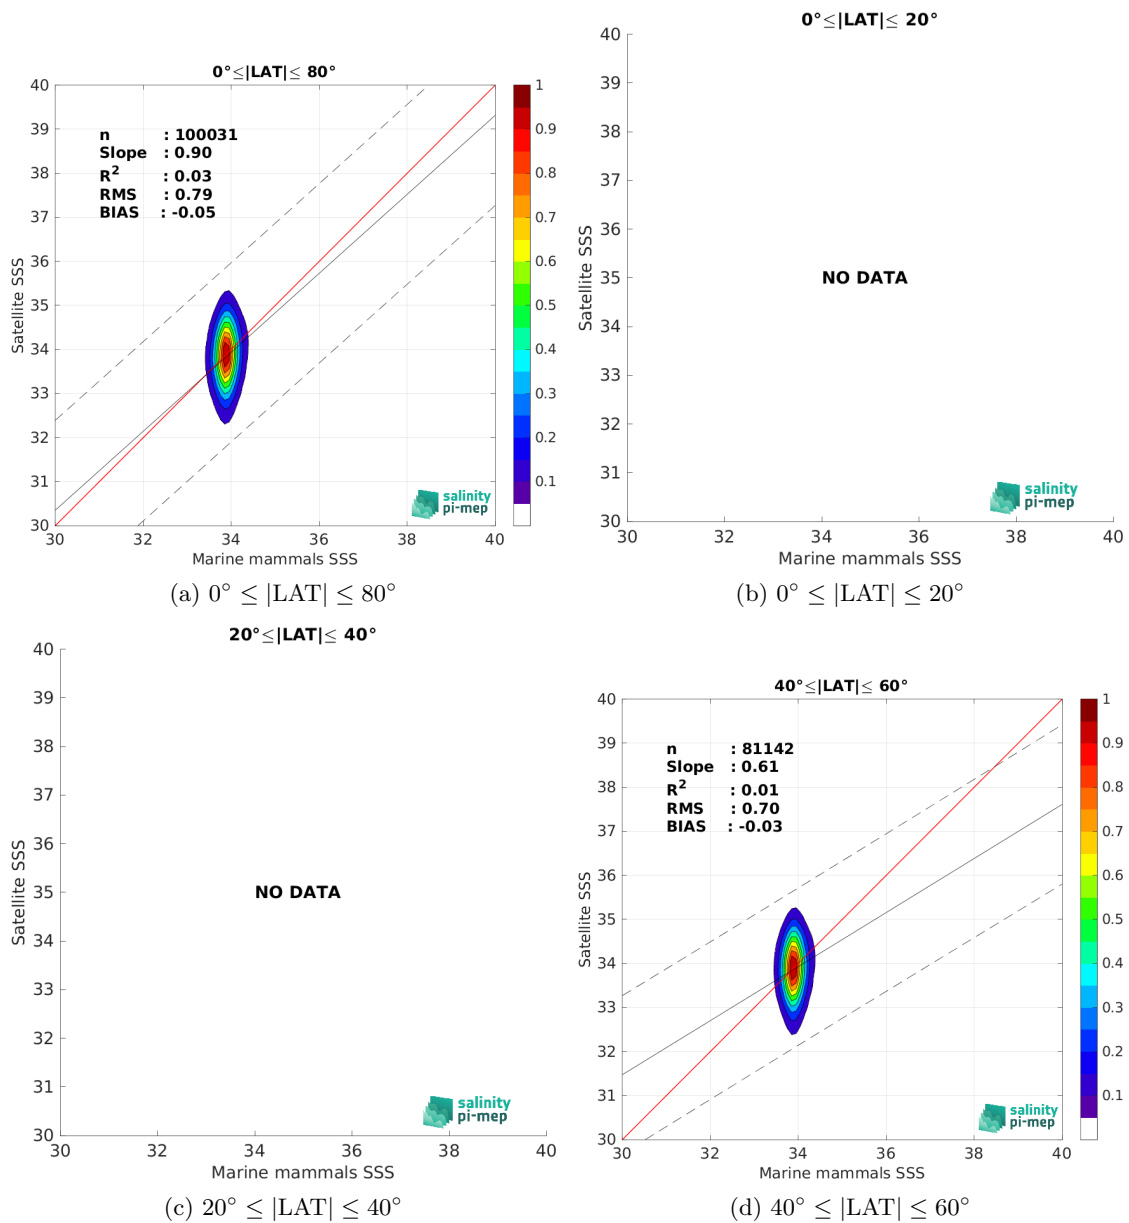 0°≤|LAT|≤ 80°
40
39
38
37
36
35
34
33
32
31
30
n : 100031
Slope : 0.90
R² : 0.03
RMS : 0.79
BIAS : -0.05
Satellite SSS
30 32 34 36 38 40
Marine mammals SSS
1
0.9
0.8
0.7
0.6
0.5
0.4
0.3
0.2
0.1
salinity
pi-mep
(a) 0° ≤ |LAT| ≤ 80°
0°≤|LAT|≤ 20°
40
39
38
37
36
35
34
33
32
31
30
Satellite SSS
NO DATA
salinity
pi-mep
30 32 34 36 38 40
Marine mammals SSS
(b) 0° ≤ |LAT| ≤ 20°
20°≤|LAT|≤ 40°
40
39
38
37
36
35
34
33
32
31
30
Satellite SSS
NO DATA
salinity
pi-mep
30 32 34 36 38 40
Marine mammals SSS
(c) 20° ≤ |LAT| ≤ 40°
40°≤|LAT|≤ 60°
40
39
38
37
36
35
34
33
32
31
30
n : 81142
Slope : 0.61
R² : 0.01
RMS : 0.70
BIAS : -0.03
Satellite SSS
30 32 34 36 38 40
Marine mammals SSS
1
0.9
0.8
0.7
0.6
0.5
0.4
0.3
0.2
0.1
salinity
pi-mep
(d) 40° ≤ |LAT| ≤ 60°